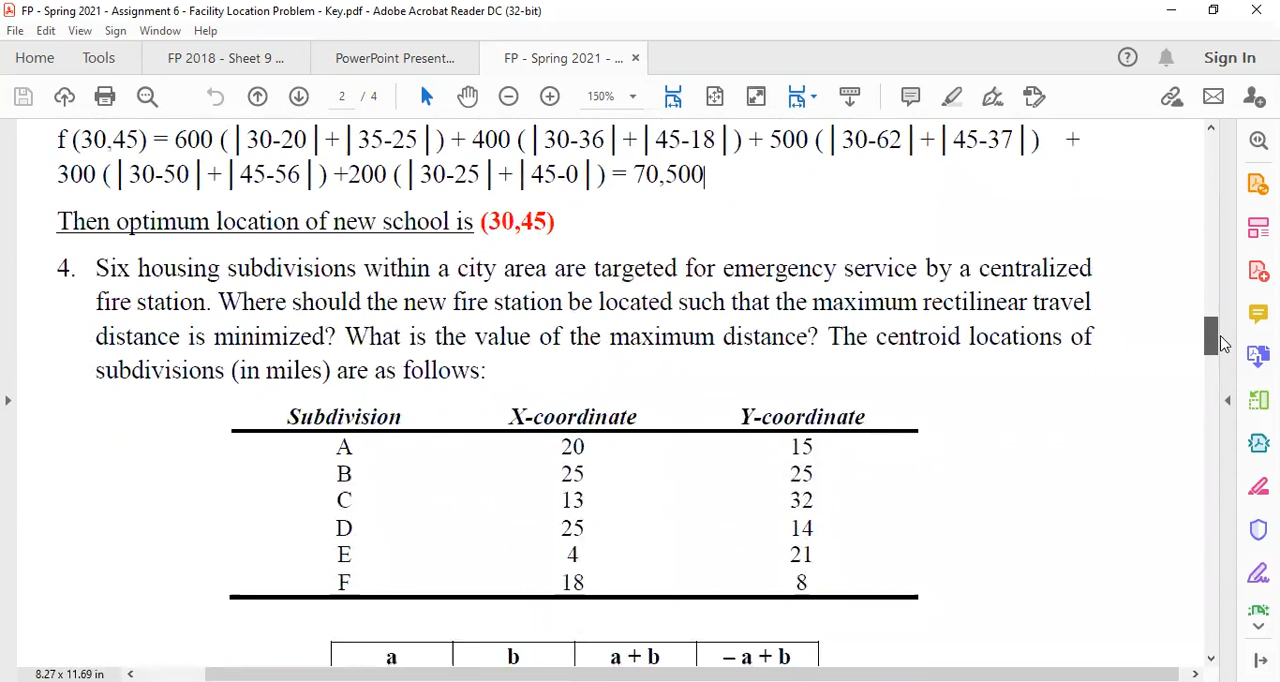 FP - Spring 2021 - Assignment 6 - Facility Location Problem - Key.pdf - Adobe Acrobat Reader DC (32-bit)
File Edit View Sign Window Help
Home Tools FP 2018 - Sheet 9 ... PowerPoint Present... FP - Spring 2021 - ... × Sign In
2 / 4 150%
f (30,45) = 600 (│30-20│+│35-25│) + 400 (│30-36│+│45-18│) + 500 (│30-62│+│45-37│) +
300 (│30-50│+│45-56│) +200 (│30-25│+│45-0│) = 70,500
Then optimum location of new school is (30,45)
4. Six housing subdivisions within a city area are targeted for emergency service by a centralized
fire station. Where should the new fire station be located such that the maximum rectilinear travel
distance is minimized? What is the value of the maximum distance? The centroid locations of
subdivisions (in miles) are as follows:
Subdivision X-coordinate Y-coordinate
A 20 15
B 25 25
C 13 32
D 25 14
E 4 21
F 18 8
a b a + b – a + b
8.27 x 11.69 in